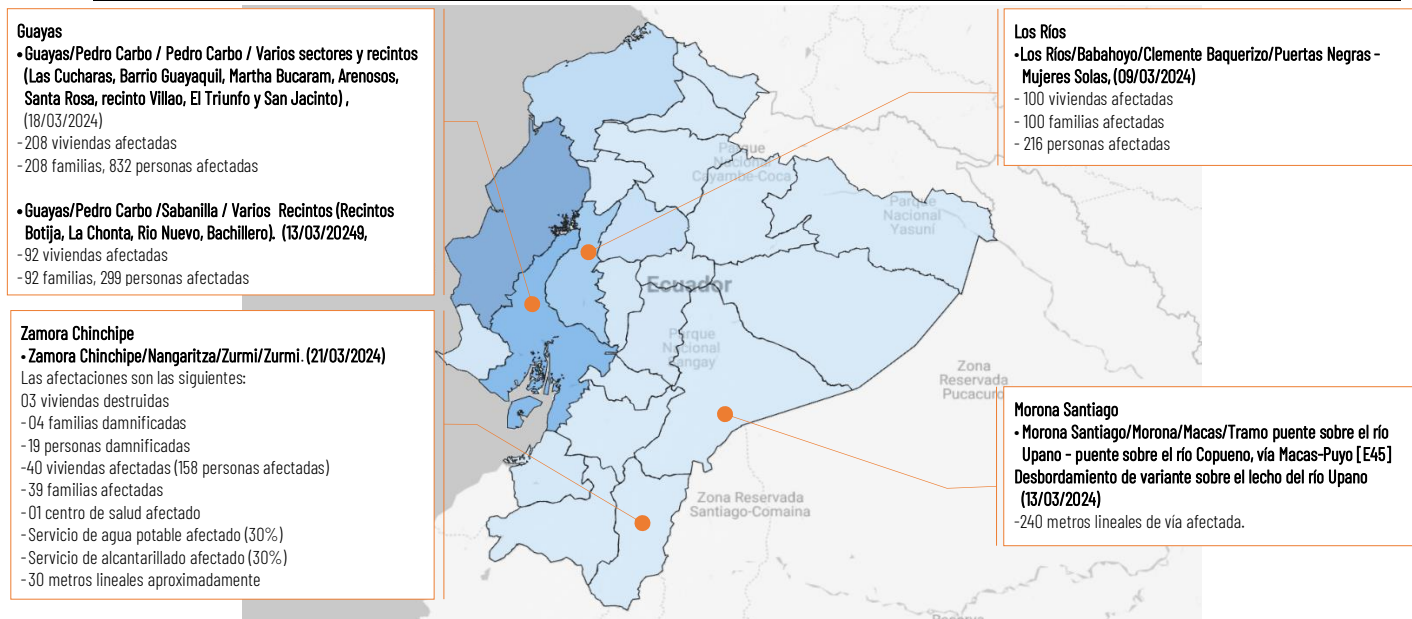 Guayas
• Guayas/Pedro Carbo / Pedro Carbo / Varios sectores y recintos
(Las Cucharas, Barrio Guayaquil, Martha Bucaram, Arenosos,
Santa Rosa, recinto Villao, El Triunfo y San Jacinto) ,
(18/03/2024)
- 208 viviendas afectadas
- 208 familias, 832 personas afectadas
• Guayas/Pedro Carbo /Sabanilla / Varios Recintos (Recintos
Botija, La Chonta, Rio Nuevo, Bachillero). (13/03/20249,
- 92 viviendas afectadas
- 92 familias, 299 personas afectadas
Zamora Chinchipe
• Zamora Chinchipe/Nangaritza/Zurmi/Zurmi. (21/03/2024)
Las afectaciones son las siguientes:
03 viviendas destruidas
- 04 familias damnificadas
- 19 personas damnificadas
-40 viviendas afectadas (158 personas afectadas)
- 39 familias afectadas
- 01 centro de salud afectado
- Servicio de agua potable afectado (30%)
- Servicio de alcantarillado afectado (30%)
- 30 metros lineales aproximadamente
Los Ríos
• Los Ríos/Babahoyo/Clemente Baquerizo/Puertas Negras -
Mujeres Solas, (09/03/2024)
- 100 viviendas afectadas
- 100 familias afectadas
- 216 personas afectadas
Morona Santiago
• Morona Santiago/Morona/Macas/Tramo puente sobre el río
Upano - puente sobre el río Copueno, vía Macas-Puyo [E45]
Desbordamiento de variante sobre el lecho del río Upano
(13/03/2024)
-240 metros lineales de vía afectada.
Parque
Nacional
Cayambe-Coca
Parque
Nacional
Yasuní
Ecuador
Parque
Nacional
Sangay
Zona
Reservada
Pucacuro
Zona Reservada
Santiago-Comaina